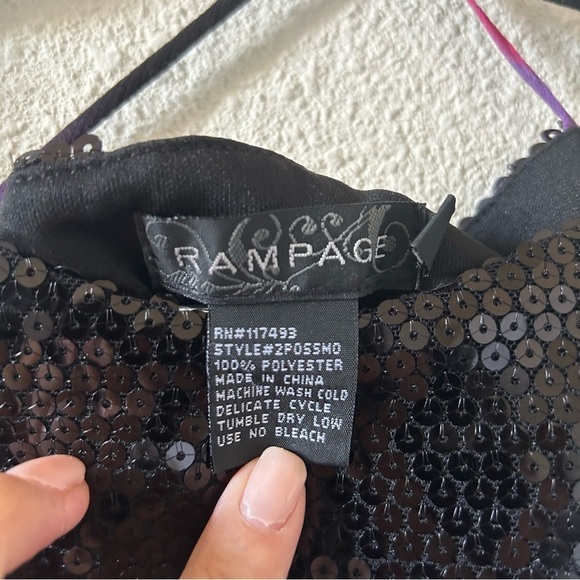 RAMPAGE
RN#117493
STYLE#2POSSMO
100% POLYESTER
MADE IN CHINA
MACHINE WASH COLD
DELICATE CYCLE
TUMBLE DRY LOW
USE NO BLEACH